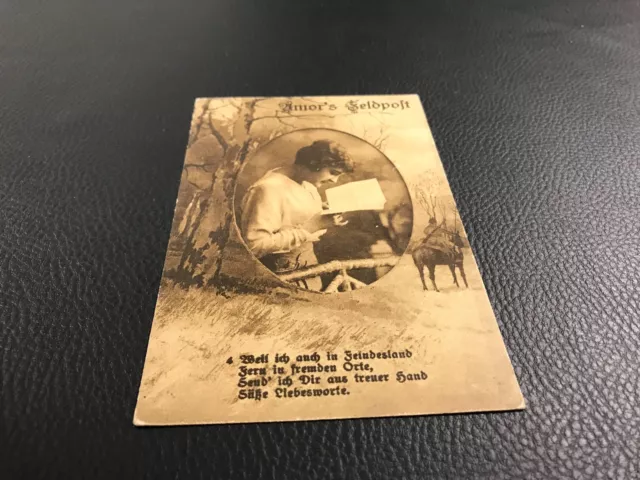 Amor's Feldpost
4 Weil ich auch in Feindesland
Fern in fremden Orte,
Send' ich Dir aus treuer Hand
Süße Liebesworte.